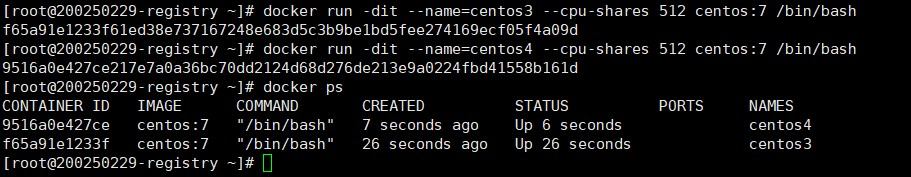 [root@200250229-registry ~]# docker run -dit --name=centos3 --cpu-shares 512 centos:7 /bin/bash
f65a91e1233f61ed38e737167248e683d5c3b9be1bd5fee274169ecf05f4a09d
[root@200250229-registry ~]# docker run -dit --name=centos4 --cpu-shares 512 centos:7 /bin/bash
9516a0e427ce217e7a0a36bc70dd2124d68d276de213e9a0224fbd41558b161d
[root@200250229-registry ~]# docker ps
CONTAINER ID   IMAGE      COMMAND       CREATED          STATUS          PORTS     NAMES
9516a0e427ce   centos:7   "/bin/bash"   7 seconds ago    Up 6 seconds              centos4
f65a91e1233f   centos:7   "/bin/bash"   26 seconds ago   Up 26 seconds             centos3
[root@200250229-registry ~]#